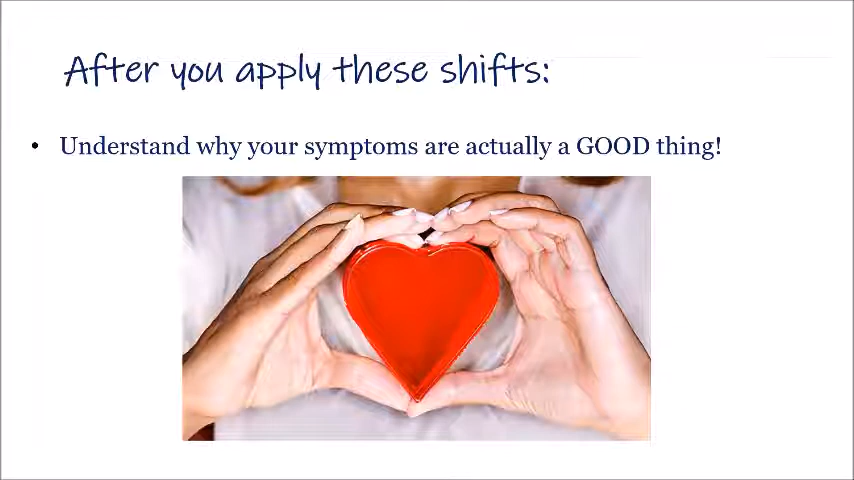 After you apply these shifts:
• Understand why your symptoms are actually a GOOD thing!